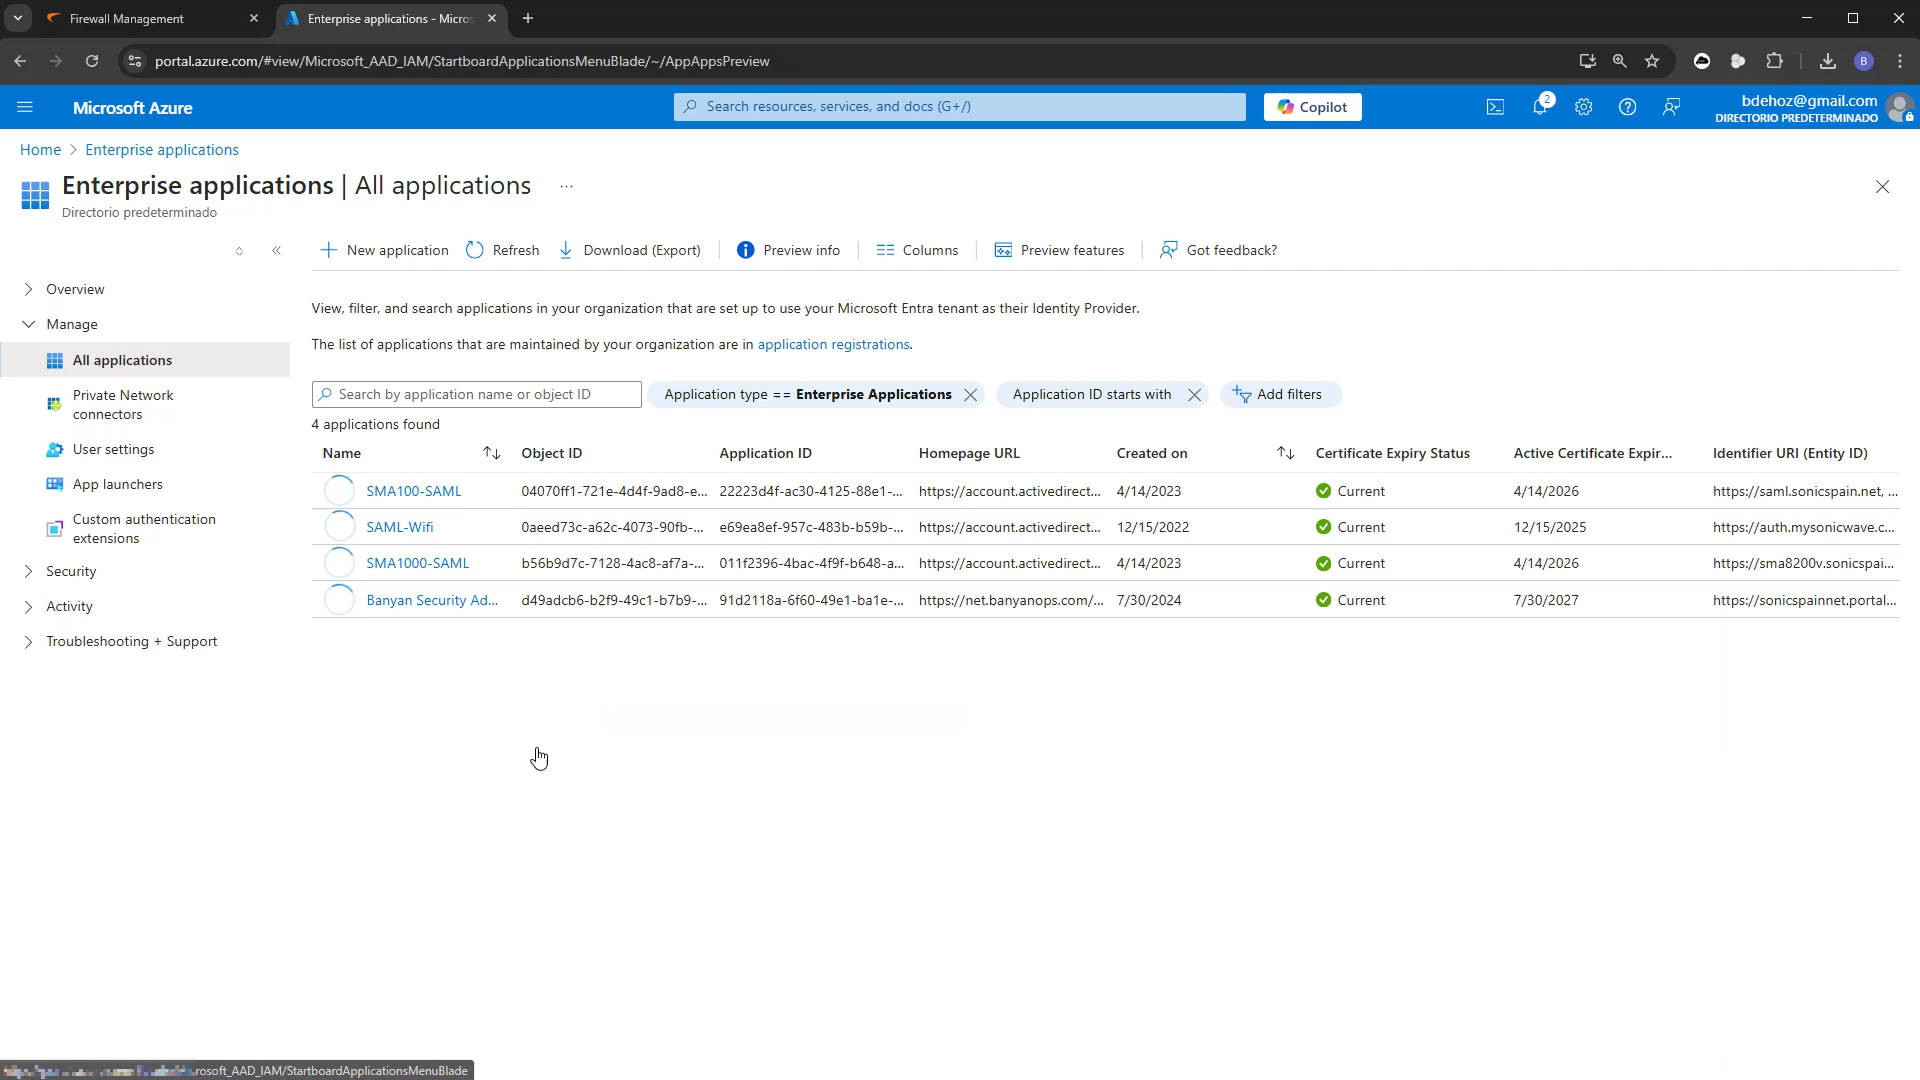 Firewall Management
Enterprise applications - Micros
portal.azure.com/#view/Microsoft_AAD_IAM/StartboardApplicationsMenuBlade/~/AppAppsPreview
B
Microsoft Azure
Search resources, services, and docs (G+/)
Copilot
2
bdehoz@gmail.com
DIRECTORIO PREDETERMINADO
Home > Enterprise applications
Enterprise applications | All applications ...
Directorio predeterminado
New application
Refresh
Download (Export)
Preview info
Columns
Preview features
Got feedback?
Overview
Manage
All applications
Private Network connectors
User settings
App launchers
Custom authentication extensions
Security
Activity
Troubleshooting + Support
View, filter, and search applications in your organization that are set up to use your Microsoft Entra tenant as their Identity Provider.
The list of applications that are maintained by your organization are in application registrations.
Search by application name or object ID
Application type == Enterprise Applications
Application ID starts with
Add filters
4 applications found
Name Object ID Application ID Homepage URL Created on Certificate Expiry Status Active Certificate Expir... Identifier URI (Entity ID)
SMA100-SAML 04070ff1-721e-4d4f-9ad8-e... 22223d4f-ac30-4125-88e1-... https://account.activedirect... 4/14/2023 Current 4/14/2026 https://saml.sonicspain.net, ...
SAML-Wifi 0aeed73c-a62c-4073-90fb-... e69ea8ef-957c-483b-b59b-... https://account.activedirect... 12/15/2022 Current 12/15/2025 https://auth.mysonicwave.c...
SMA1000-SAML b56b9d7c-7128-4ac8-af7a-... 011f2396-4bac-4f9f-b648-a... https://account.activedirect... 4/14/2023 Current 4/14/2026 https://sma8200v.sonicspai...
Banyan Security Ad... d49adcb6-b2f9-49c1-b7b9-... 91d2118a-6f60-49e1-ba1e-... https://net.banyanops.com/... 7/30/2024 Current 7/30/2027 https://sonicspainnet.portal...
rosoft_AAD_IAM/StartboardApplicationsMenuBlade